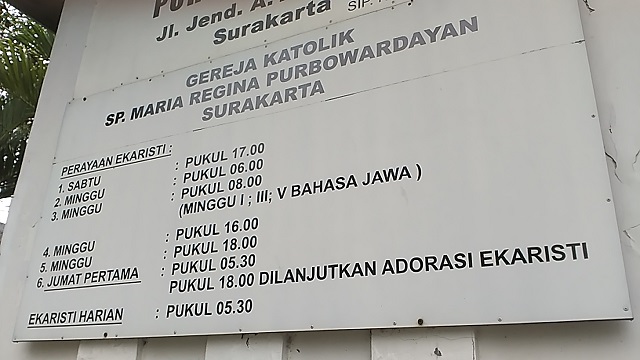 Jl. Jend. A.
Surakarta
GEREJA KATOLIK
SP. MARIA REGINA PURBOWARDAYAN
SURAKARTA
PERAYAAN EKARISTI :
1. SABTU : PUKUL 17.00
2. MINGGU : PUKUL 06.00
3. MINGGU : PUKUL 08.00
(MINGGU I ; III; V BAHASA JAWA )
4. MINGGU : PUKUL 16.00
5. MINGGU : PUKUL 18.00
6. JUMAT PERTAMA : PUKUL 05.30
PUKUL 18.00 DILANJUTKAN ADORASI EKARISTI
EKARISTI HARIAN : PUKUL 05.30